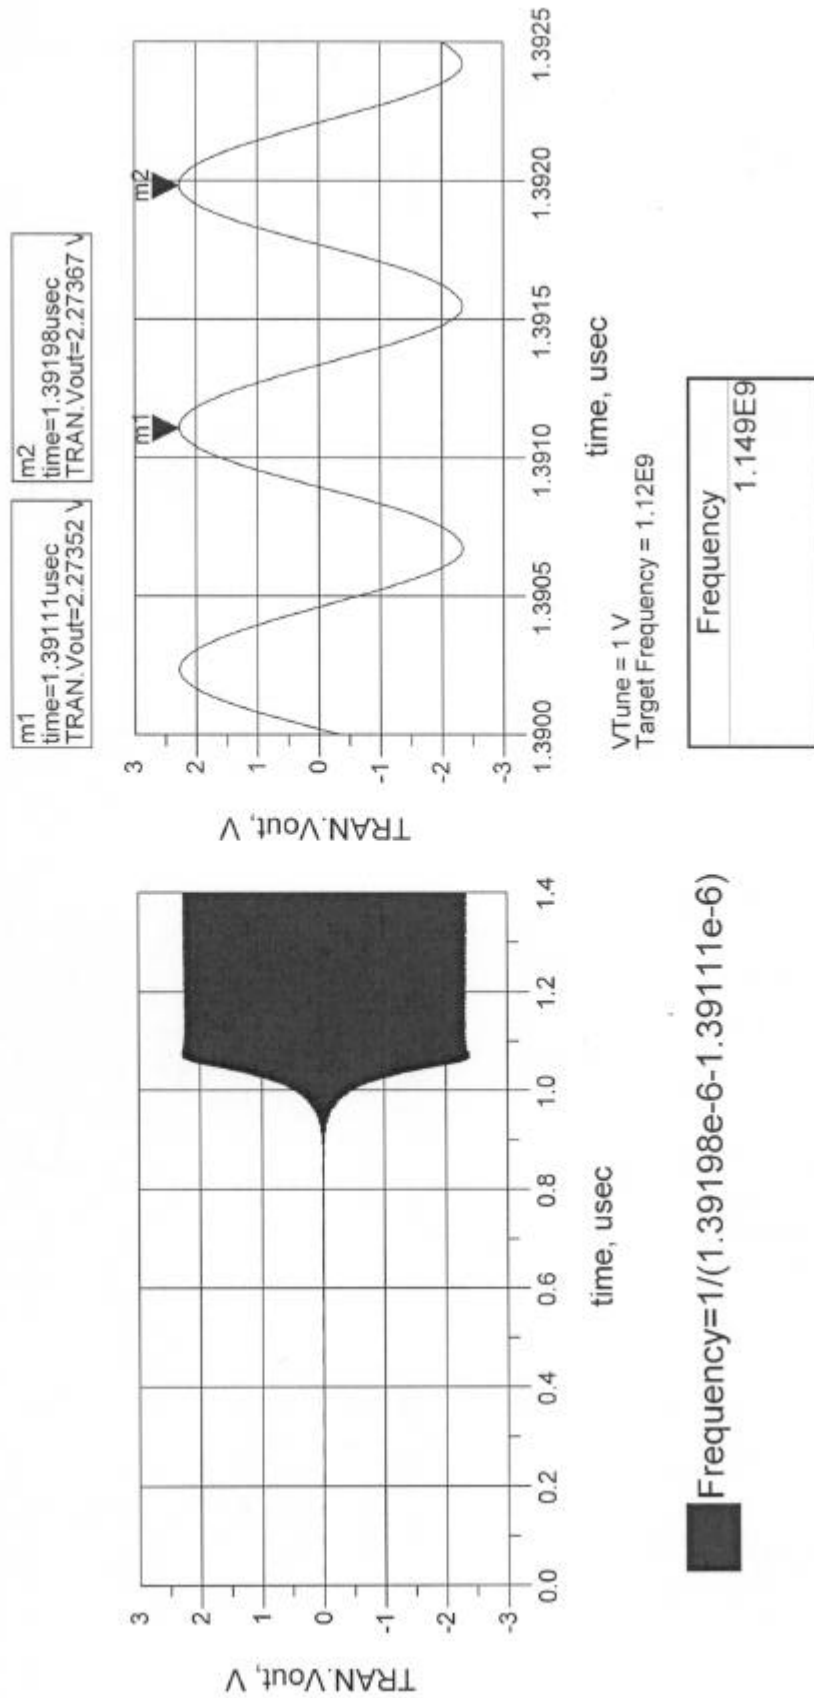 m1
time=1.39111usec
TRAN.Vout=2.27352 V
m2
time=1.39198usec
TRAN.Vout=2.27367 V
TRAN.Vout, V
3
2
1
0
-1
-2
-3
0.0 0.2 0.4 0.6 0.8 1.0 1.2 1.4
time, usec
TRAN.Vout, V
3
2
1
0
-1
-2
-3
m1 m2
1.3900 1.3905 1.3910 1.3915 1.3920 1.3925
time, usec
VTune = 1 V
Target Frequency = 1.12E9
Frequency=1/(1.39198e-6-1.39111e-6)
Frequency
1.149E9